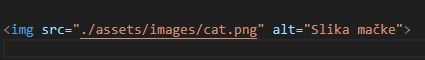 <img src="./assets/images/cat.png" alt="Slika mačke">